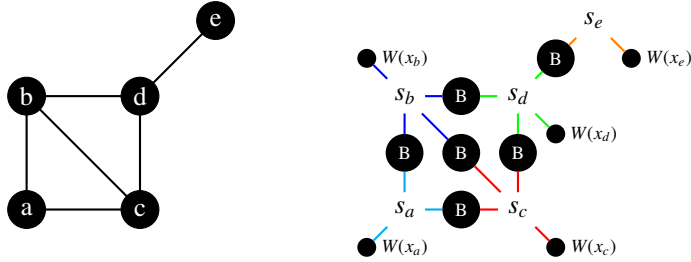 e
b
d
a
c
s_e
B
W(x_e)
W(x_b)
s_b
B
s_d
W(x_d)
B
B
B
s_a
B
s_c
W(x_a)
W(x_c)